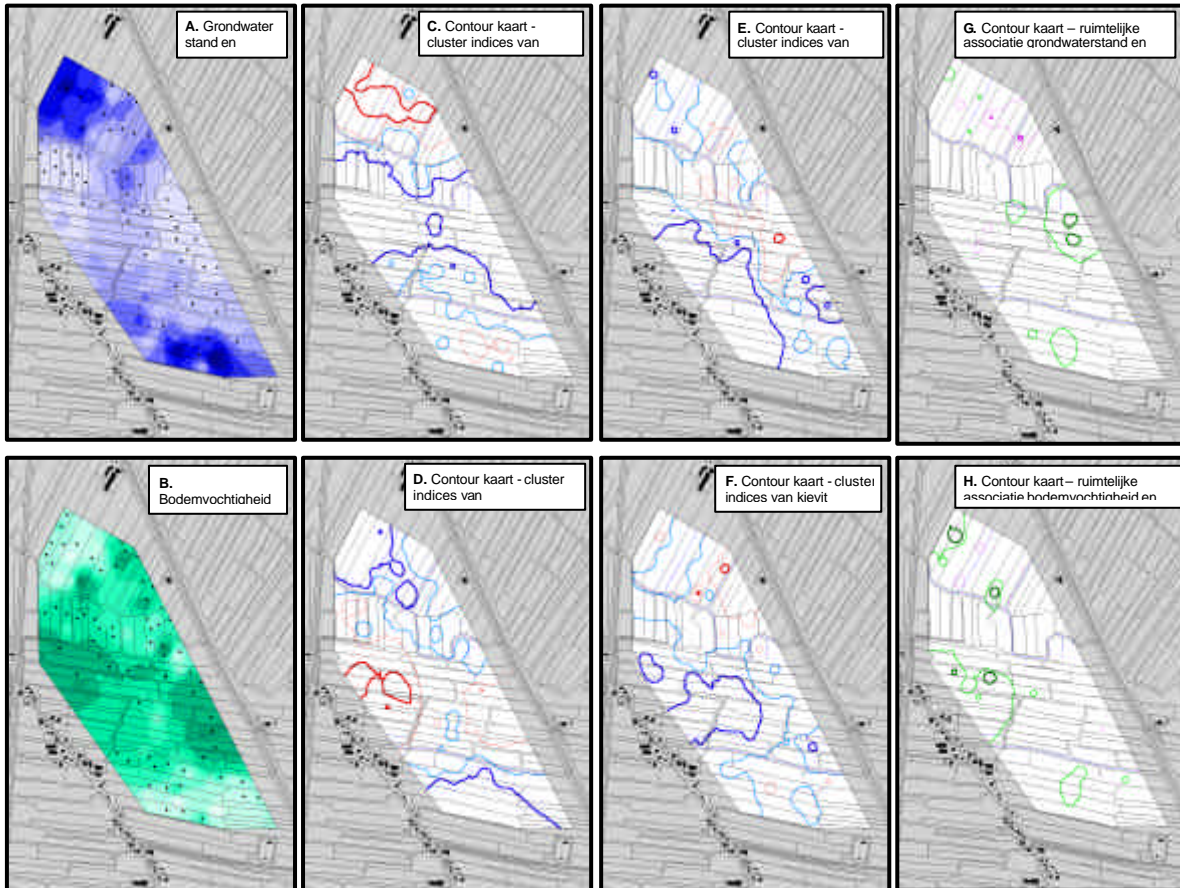 A. Grondwater
stand en
C. Contour kaart -
cluster indices van
E. Contour kaart -
cluster indices van
G. Contour kaart – ruimtelijke
associatie grondwaterstand en
B.
Bodemvochtigheid
D. Contour kaart - cluster
indices van
F. Contour kaart - cluster
indices van kievit
H. Contour kaart – ruimtelijke
associatie bodemvochtigheid en